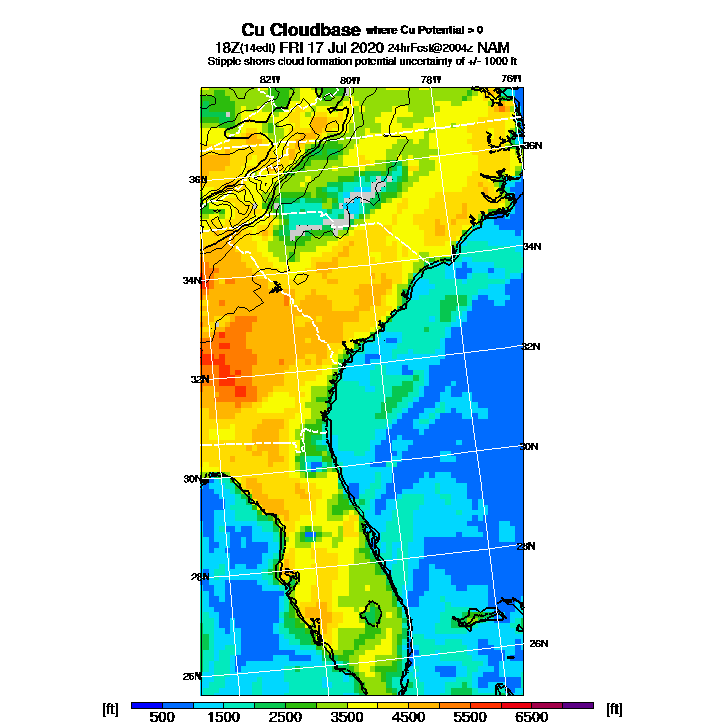 Cu Cloudbase where Cu Potential > 0
18Z(14edt) FRI 17 Jul 2020 24hrFcst@2004z NAM
Stipple shows cloud formation potential uncertainty of +/- 1000 ft
82W 80W 78W 76W
36N 36N
34N 34N
32N 32N
30N 30N
28N 28N
26N 26N
[ft] 500 1500 2500 3500 4500 5500 6500 [ft]